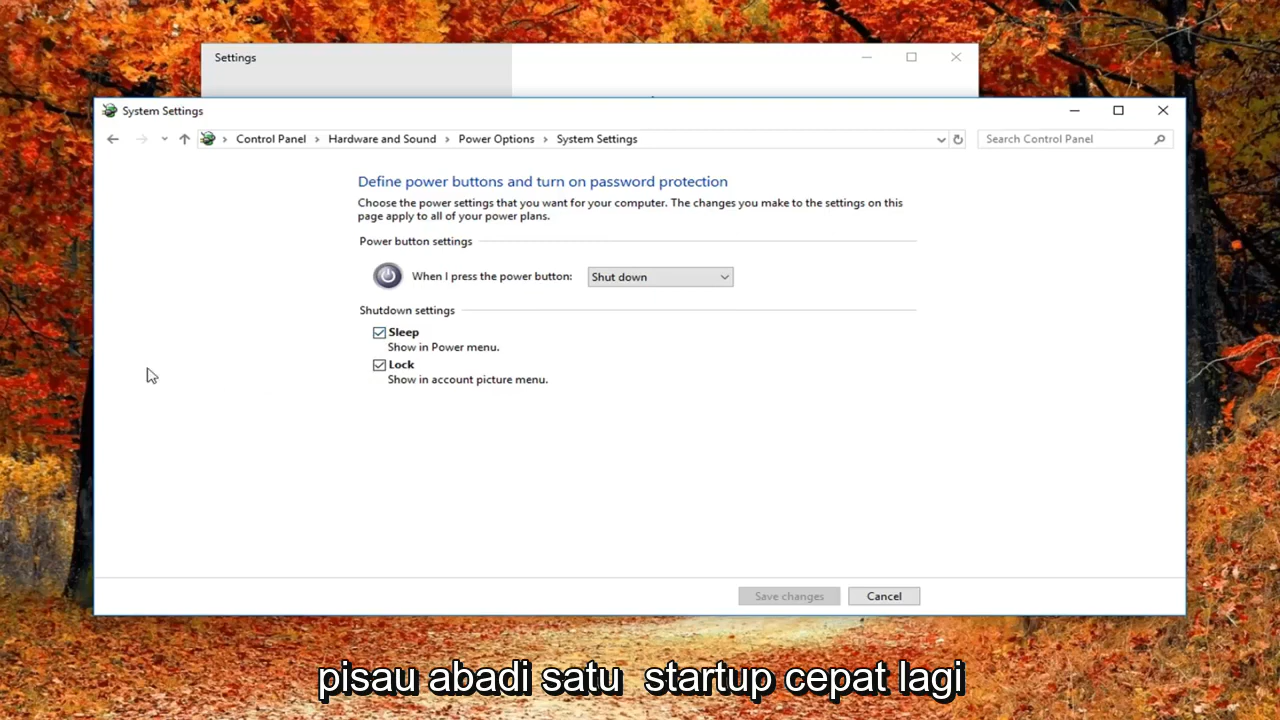 Settings
System Settings
Control Panel > Hardware and Sound > Power Options > System Settings
Search Control Panel
Define power buttons and turn on password protection
Choose the power settings that you want for your computer. The changes you make to the settings on this
page apply to all of your power plans.
Power button settings
When I press the power button: Shut down
Shutdown settings
Sleep
Show in Power menu.
Lock
Show in account picture menu.
Save changes Cancel
pisau abadi satu startup cepat lagi